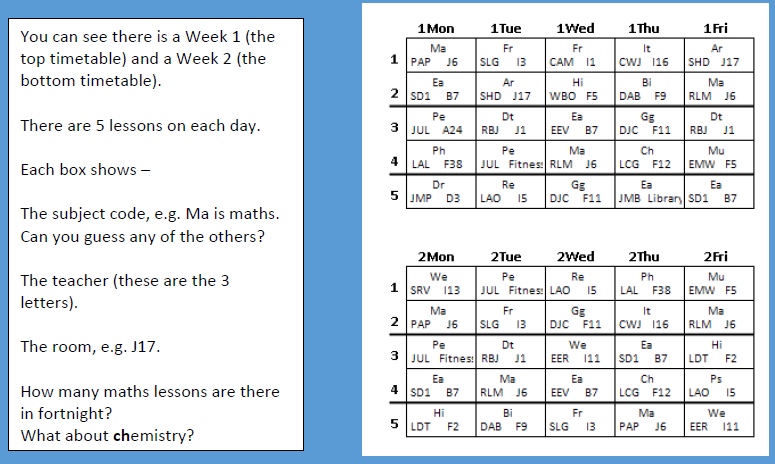 You can see there is a Week 1 (the
top timetable) and a Week 2 (the
bottom timetable).
There are 5 lessons on each day.
Each box shows –
The subject code, e.g. Ma is maths.
Can you guess any of the others?
The teacher (these are the 3
letters).
The room, e.g. J17.
How many maths lessons are there
in fortnight?
What about chemistry?
1Mon 1Tue 1Wed 1Thu 1Fri
Ma Fr Fr It Ar
1 PAP J6 SLG I3 CAM I1 CWJ I16 SHD J17
Ea Ar Hi Bi Ma
2 SD1 B7 SHD J17 WBO F5 DAB F9 RLM J6
Pe Dt Ea Gg Dt
3 JUL A24 RBJ J1 EEV B7 DJC F11 RBJ J1
Ph Pe Ma Ch Mu
4 LAL F38 JUL Fitnes RLM J6 LCG F12 EMW F5
Dr Re Gg Ea Ea
5 JMP D3 LAO I5 DJC F11 JMB Library SD1 B7
2Mon 2Tue 2Wed 2Thu 2Fri
We Pe Re Ph Mu
1 SRV I13 JUL Fitnes LAO I5 LAL F38 EMW F5
Ma Fr Gg It Ma
2 PAP J6 SLG I3 DJC F11 CWJ I16 RLM J6
Pe Dt We Ea Hi
3 JUL Fitnes RBJ J1 EER I11 SD1 B7 LDT F2
Ea Ma Ea Ch Ps
4 SD1 B7 RLM J6 EEV B7 LCG F12 LAO I5
Hi Bi Fr Ma We
5 LDT F2 DAB F9 SLG I3 PAP J6 EER I11